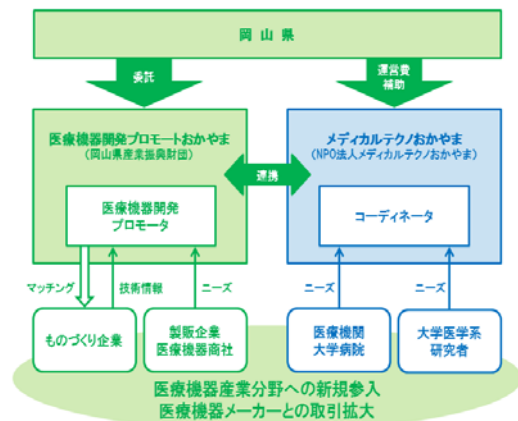 岡山県
委託
運営費
補助
医療機器開発プロモートおかやま
(岡山県産業振興財団)
メディカルテクノおかやま
(NPO法人メディカルテクノおかやま)
連携
医療機器開発
プロモータ
コーディネータ
マッチング
技術情報
ニーズ
ニーズ
ニーズ
ものづくり企業
製販企業
医療機器商社
医療機関
大学病院
大学医学系
研究者
医療機器産業分野への新規参入
医療機器メーカーとの取引拡大